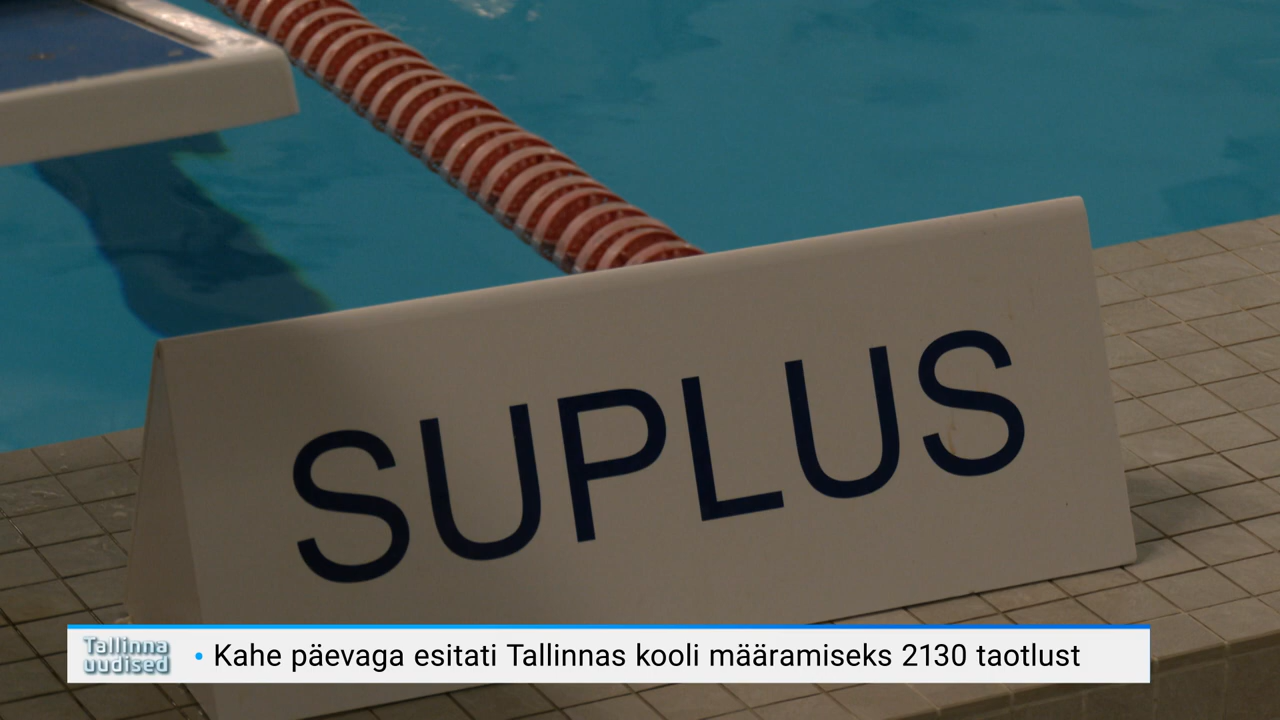 SUPLUS
Tallinna
uudised
• Kahe päevaga esitati Tallinnas kooli määramiseks 2130 taotlust